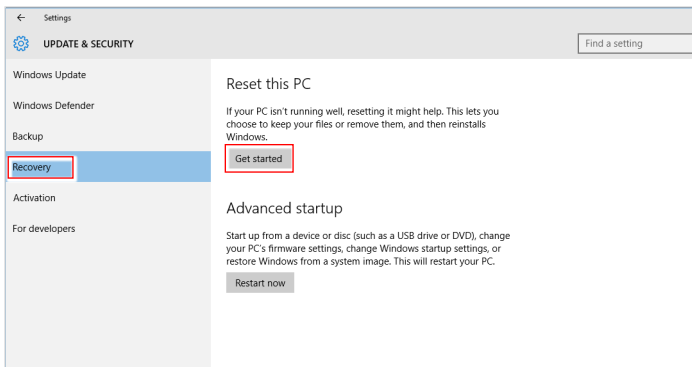 Settings
UPDATE & SECURITY
Find a setting
Windows Update
Windows Defender
Backup
Recovery
Activation
For developers
Reset this PC
If your PC isn't running well, resetting it might help. This lets you
choose to keep your files or remove them, and then reinstalls
Windows.
Get started
Advanced startup
Start up from a device or disc (such as a USB drive or DVD), change
your PC's firmware settings, change Windows startup settings, or
restore Windows from a system image. This will restart your PC.
Restart now